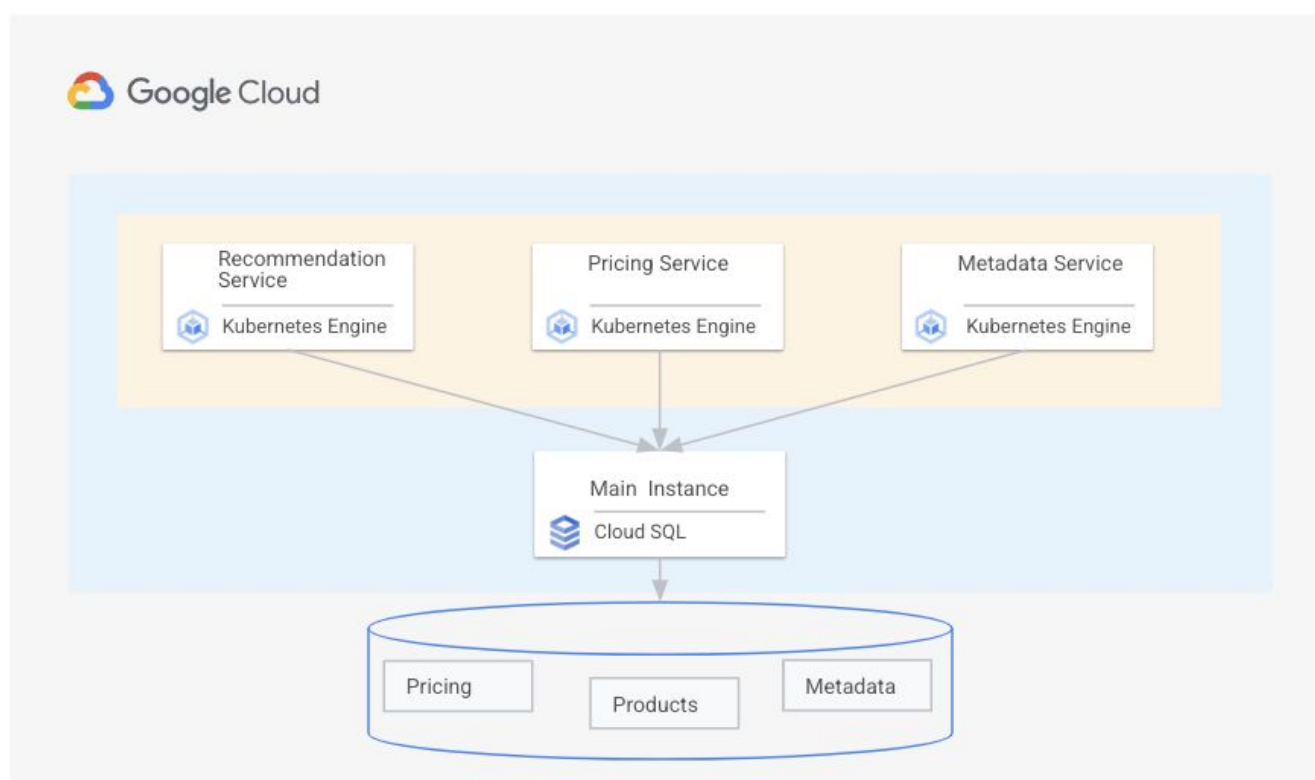 Google Cloud
Recommendation
Service
Kubernetes Engine
Pricing Service
Kubernetes Engine
Metadata Service
Kubernetes Engine
Main Instance
Cloud SQL
Pricing
Products
Metadata